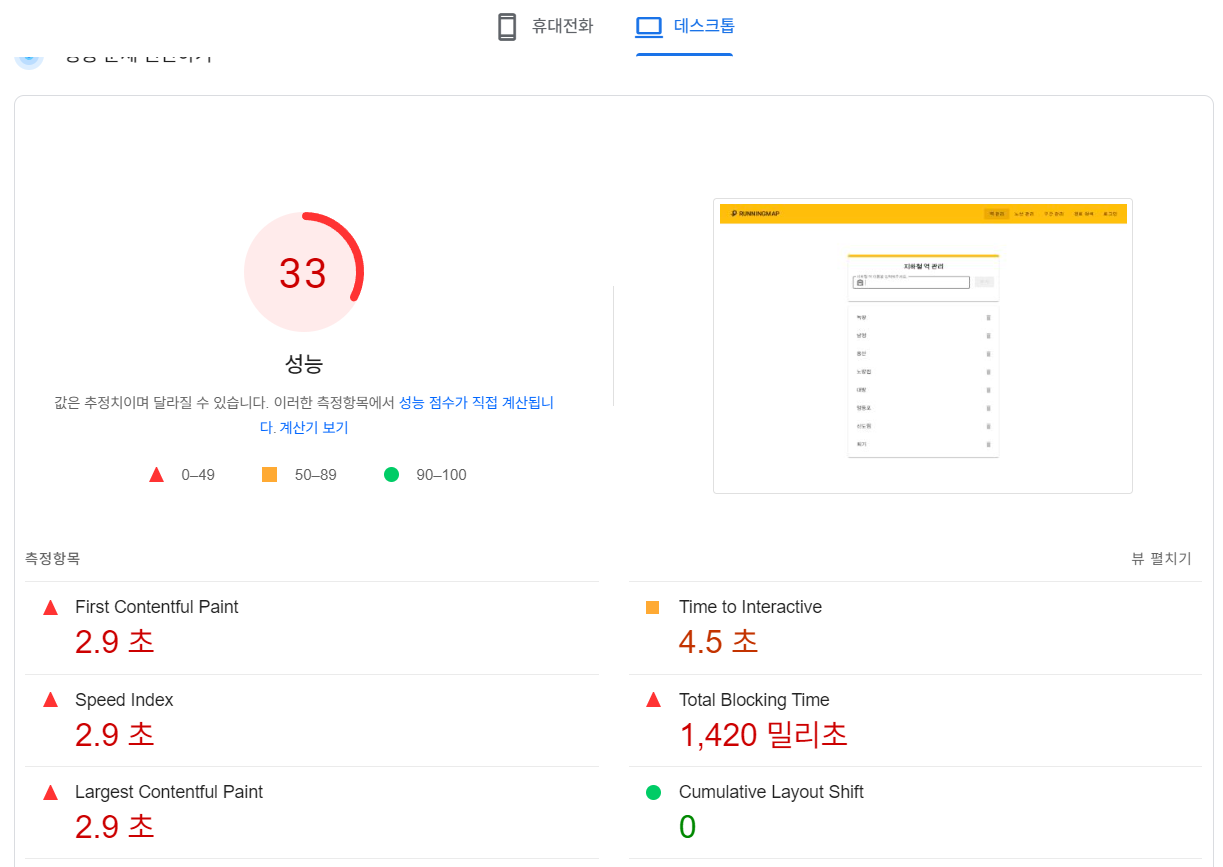 휴대전화
데스크톱
33
성능
값은 추정치이며 달라질 수 있습니다. 이러한 측정항목에서 성능 점수가 직접 계산됩니
다. 계산기 보기
0–49
50–89
90–100
RUNNINGMAP
지하철 역 관리
측정항목
뷰 펼치기
First Contentful Paint
2.9 초
Time to Interactive
4.5 초
Speed Index
2.9 초
Total Blocking Time
1,420 밀리초
Largest Contentful Paint
2.9 초
Cumulative Layout Shift
0